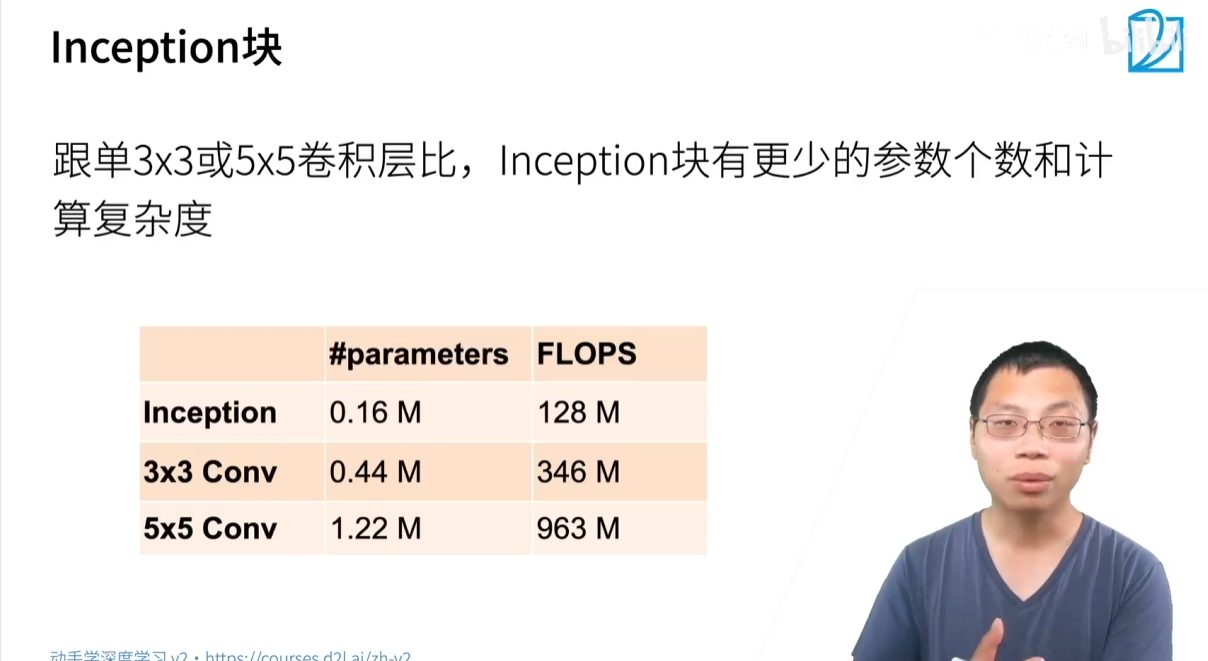 Inception块
跟单3x3或5x5卷积层比，Inception块有更少的参数个数和计
算复杂度
#parameters FLOPS
Inception 0.16 M 128 M
3x3 Conv 0.44 M 346 M
5x5 Conv 1.22 M 963 M
动手学深度学习 v2 · https://courses.d2l.ai/zh-v2